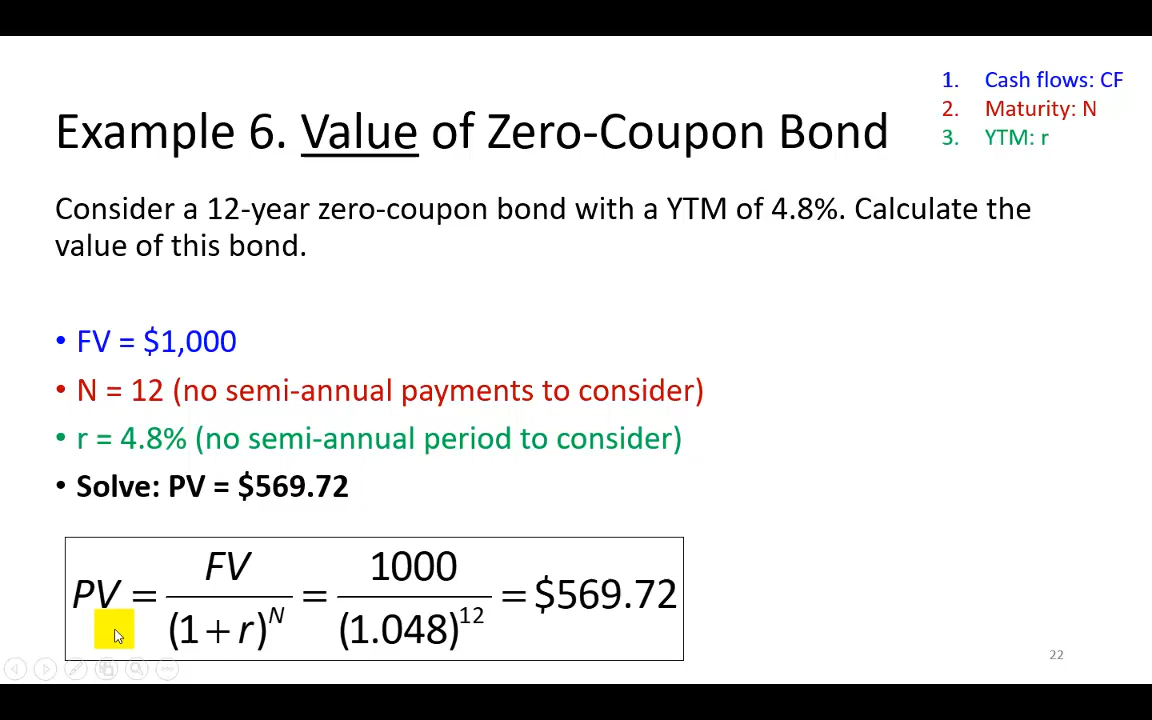 1. Cash flows: CF
2. Maturity: N
3. YTM: r
Example 6. Value of Zero-Coupon Bond
Consider a 12-year zero-coupon bond with a YTM of 4.8%. Calculate the
value of this bond.
• FV = $1,000
• N = 12 (no semi-annual payments to consider)
• r = 4.8% (no semi-annual period to consider)
• Solve: PV = $569.72
PV = FV / (1 + r)^N = 1000 / (1.048)^12 = $569.72
22